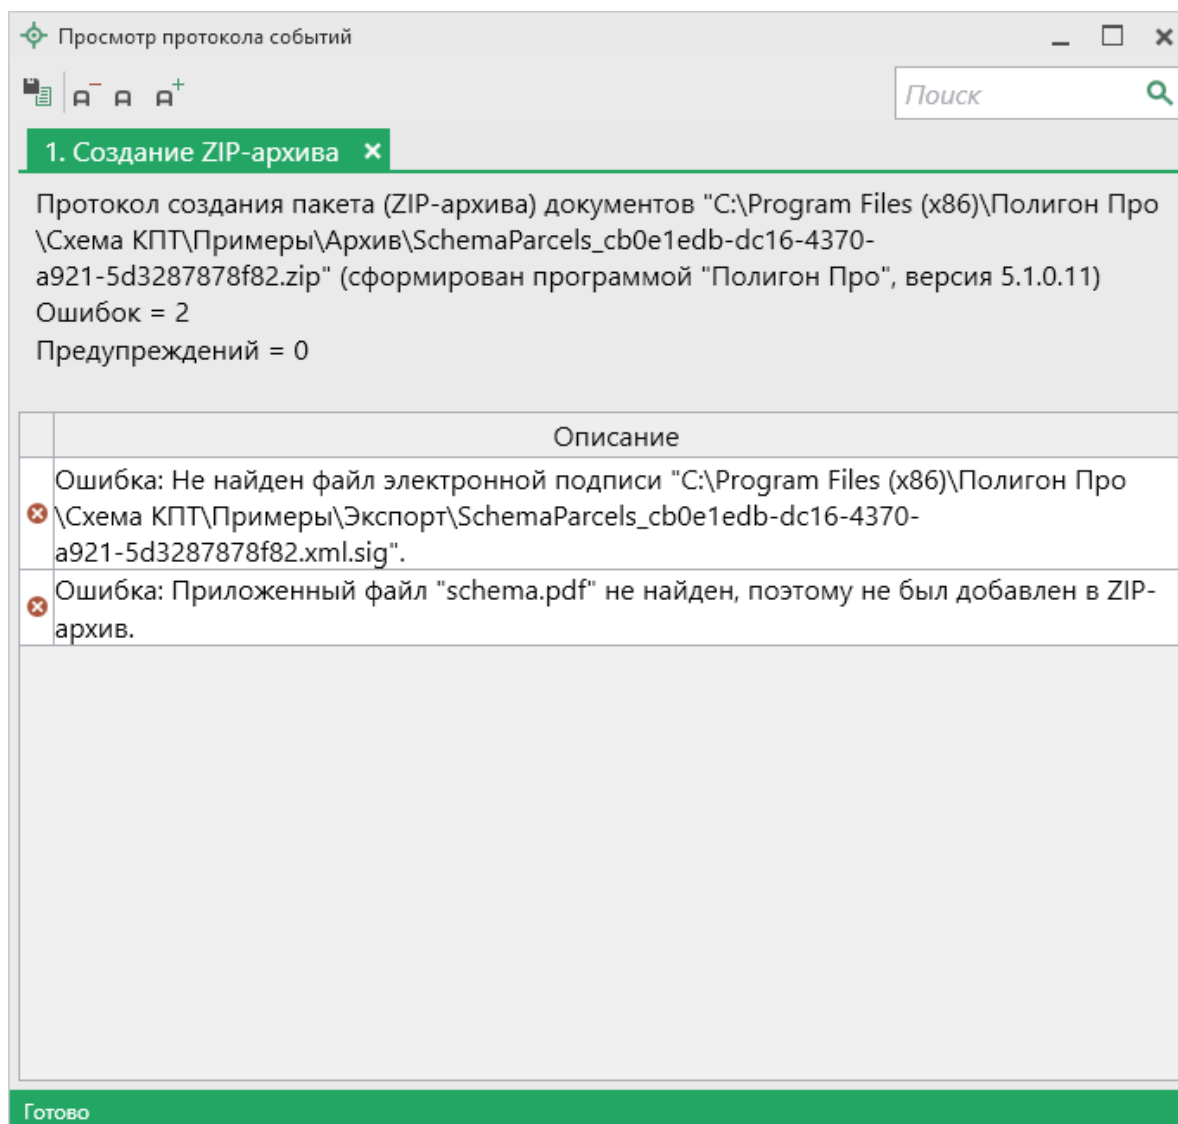 Просмотр протокола событий
A− A A+
Поиск
1. Создание ZIP-архива
Протокол создания пакета (ZIP-архива) документов "C:\Program Files (x86)\Полигон Про
\Схема КПТ\Примеры\Архив\SchemaParcels_cb0e1edb-dc16-4370-
a921-5d3287878f82.zip" (сформирован программой "Полигон Про", версия 5.1.0.11)
Ошибок = 2
Предупреждений = 0
Описание
Ошибка: Не найден файл электронной подписи "C:\Program Files (x86)\Полигон Про
\Схема КПТ\Примеры\Экспорт\SchemaParcels_cb0e1edb-dc16-4370-
a921-5d3287878f82.xml.sig".
Ошибка: Приложенный файл "schema.pdf" не найден, поэтому не был добавлен в ZIP-
архив.
Готово